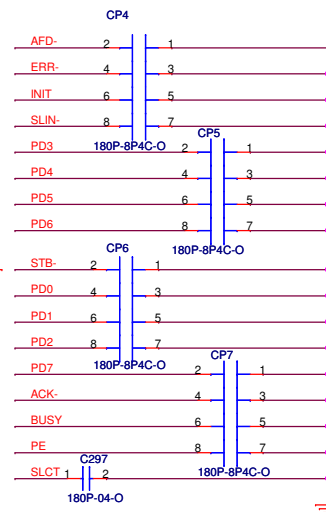 CP4
AFD- 2 1
ERR- 4 3
INIT 6 5
SLIN- 8 7
180P-8P4C-O
CP5
PD3 2 1
PD4 4 3
PD5 6 5
PD6 8 7
180P-8P4C-O
CP6
STB- 2 1
PD0 4 3
PD1 6 5
PD2 8 7
180P-8P4C-O
CP7
PD7 2 1
ACK- 4 3
BUSY 6 5
PE 8 7
180P-8P4C-O
C297
SLCT 1 2
180P-04-O